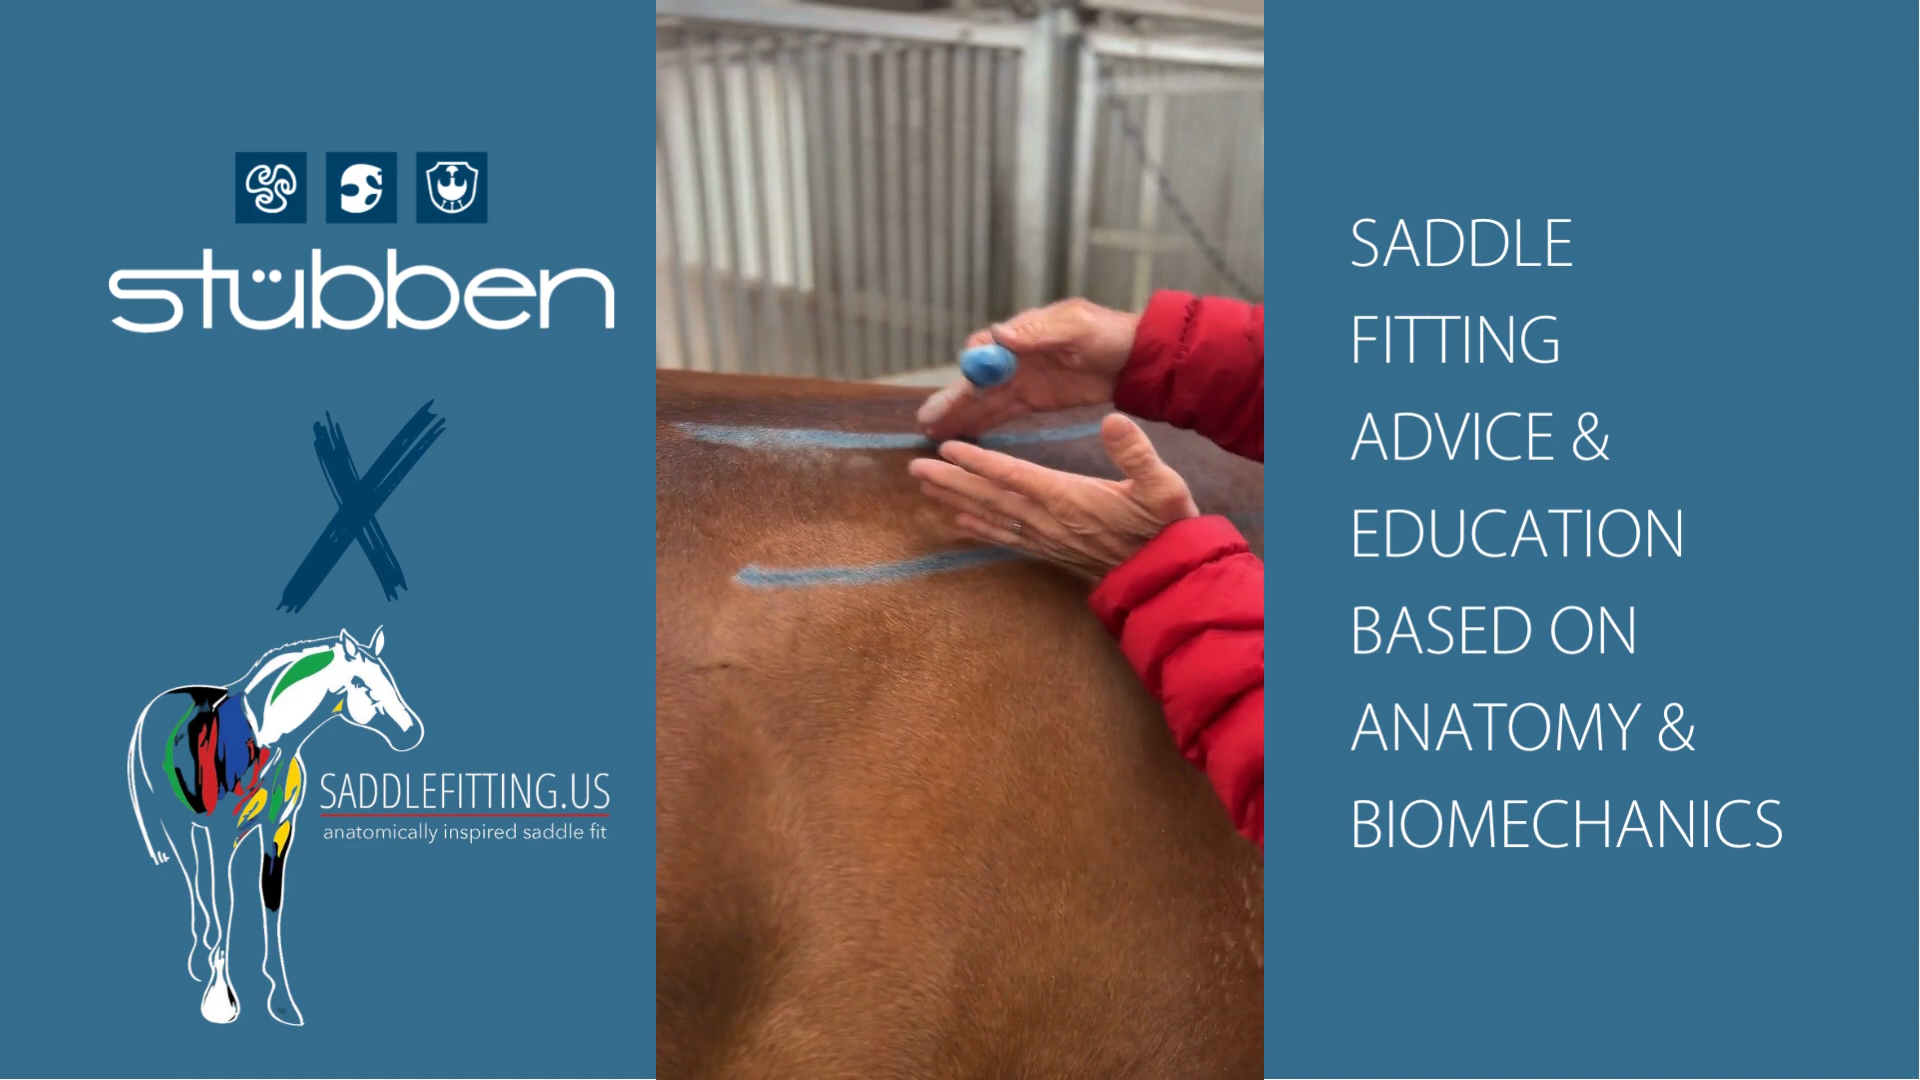 stübben
X
SADDLEFITTING.US
anatomically inspired saddle fit
SADDLE
FITTING
ADVICE &
EDUCATION
BASED ON
ANATOMY &
BIOMECHANICS